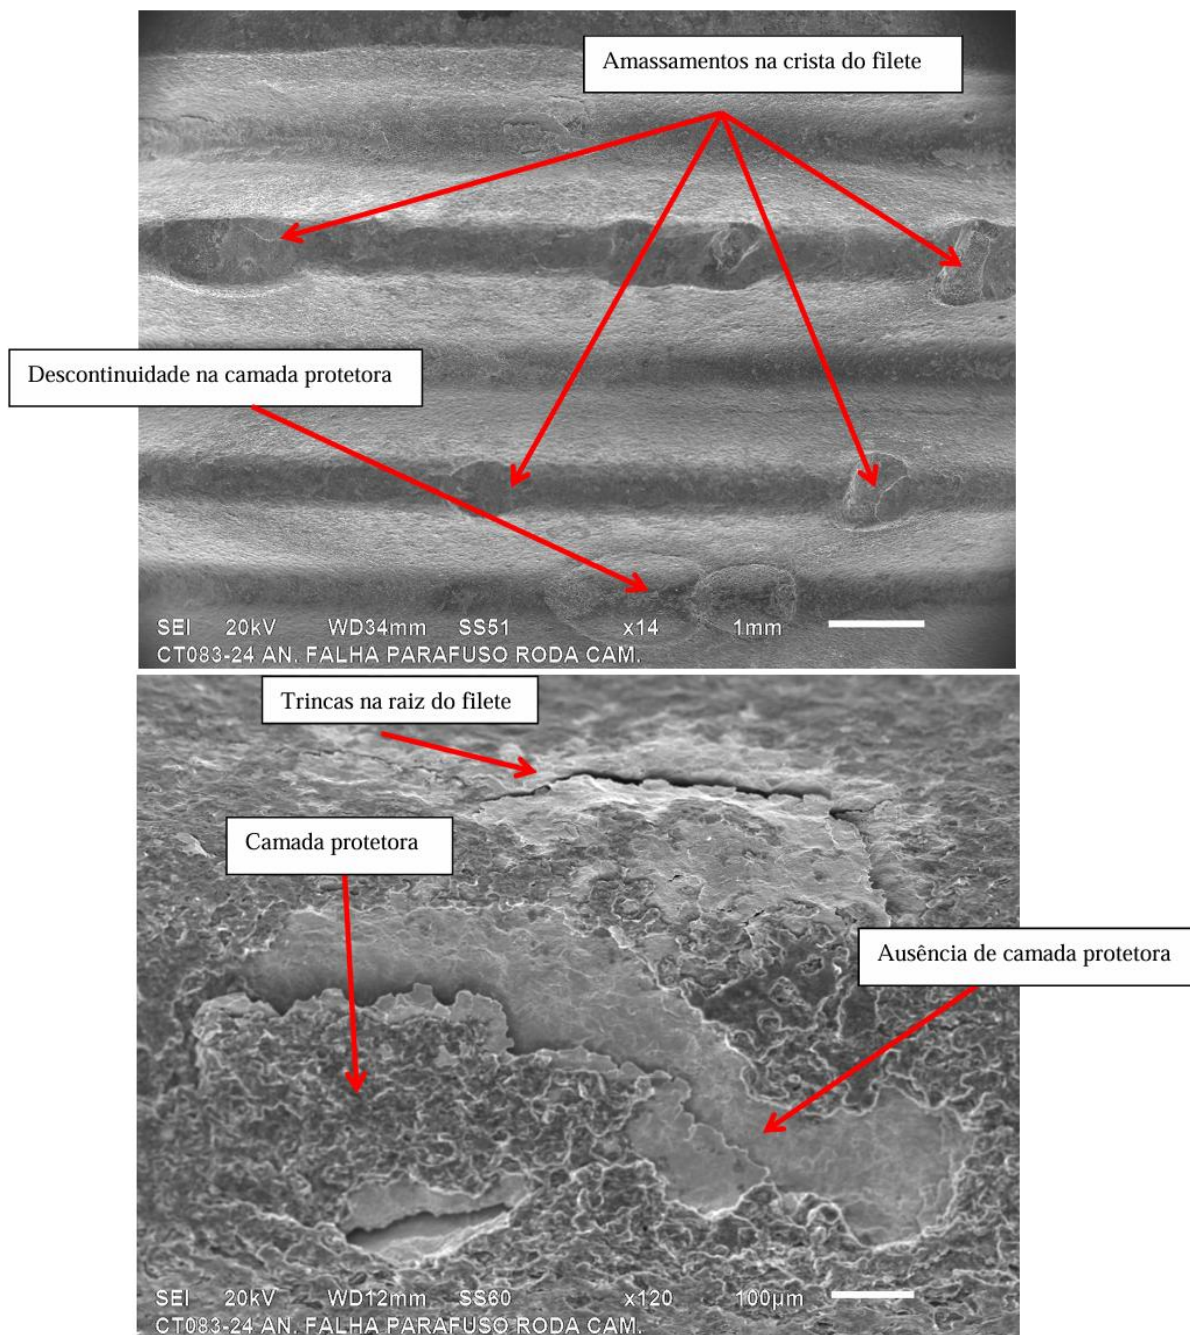 Amassamentos na crista do filete
Descontinuidade na camada protetora
SEI 20kV WD34mm SS51 x14 1mm
CT083-24 AN. FALHA PARAFUSO RODA CAM.
Trincas na raiz do filete
Camada protetora
Ausência de camada protetora
SEI 20kV WD12mm SS60 x120 100µm
CT083-24 AN. FALHA PARAFUSO RODA CAM.